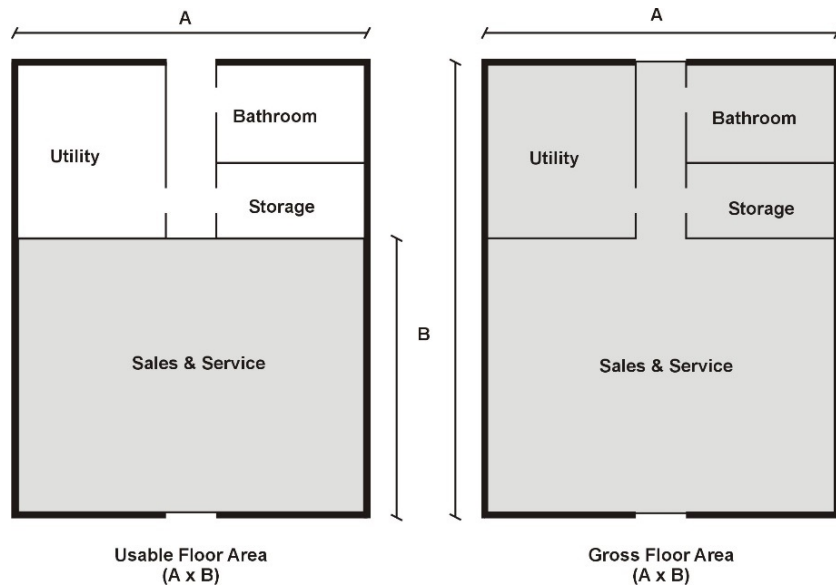 A
Utility
Bathroom
Storage
Sales & Service
B
Usable Floor Area
(A x B)
A
Utility
Bathroom
Storage
Sales & Service
Gross Floor Area
(A x B)